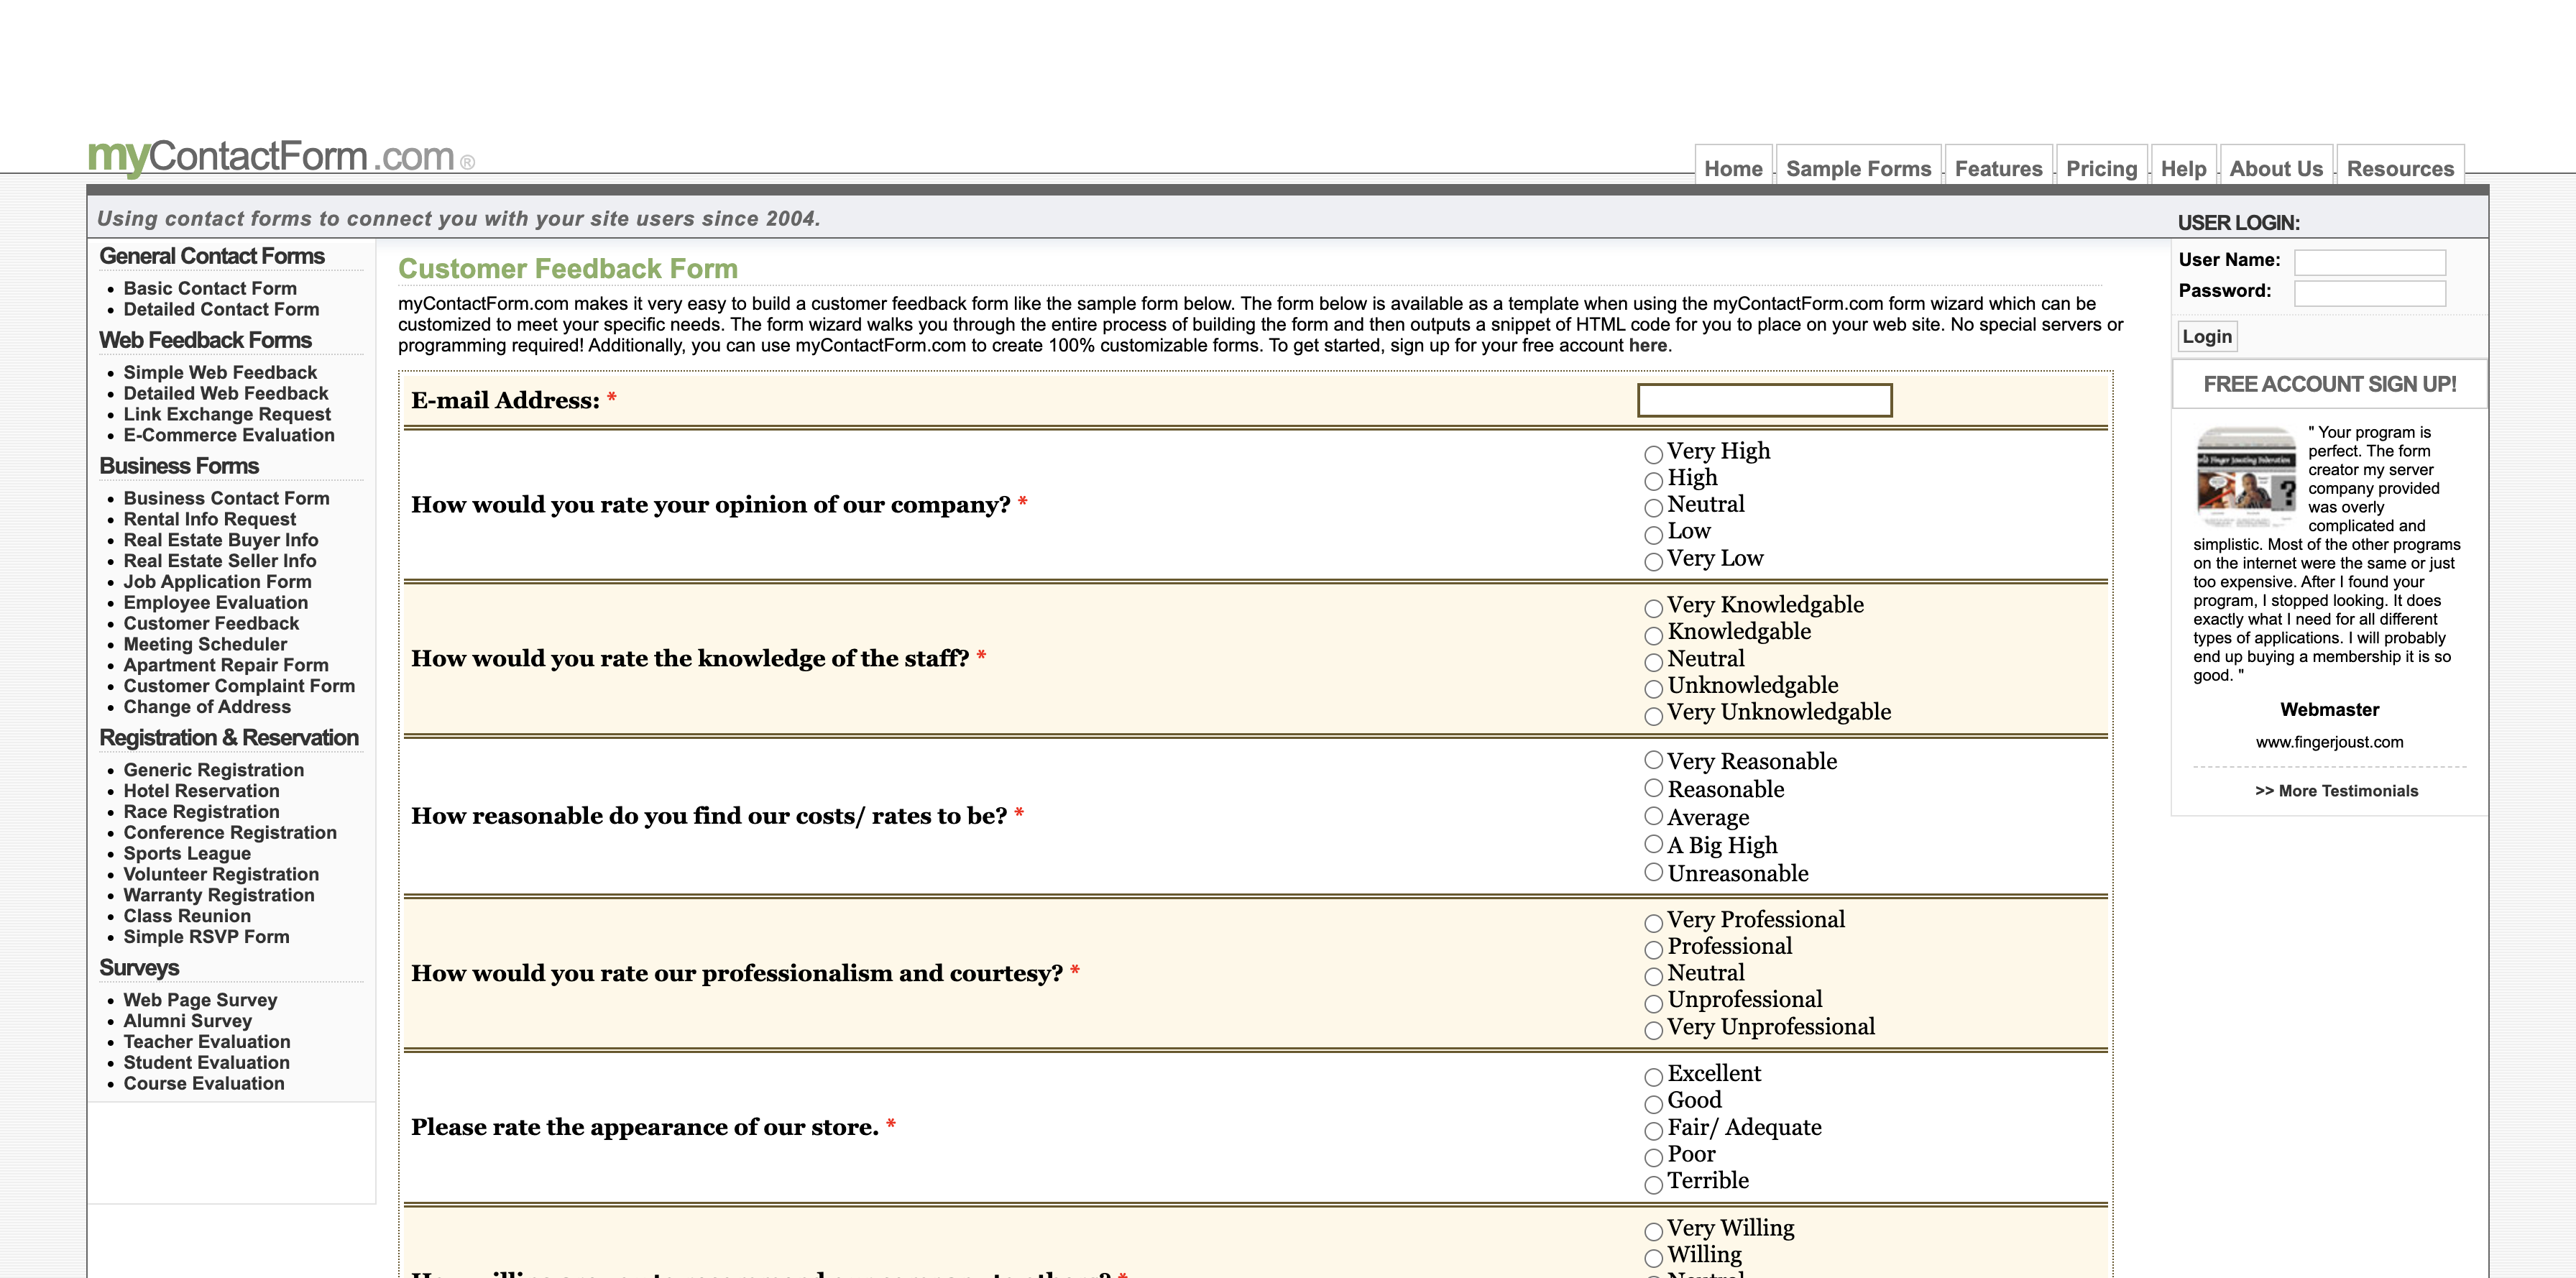 myContactForm.com®
Home
Sample Forms
Features
Pricing
Help
About Us
Resources
Using contact forms to connect you with your site users since 2004.
USER LOGIN:
General Contact Forms
• Basic Contact Form
• Detailed Contact Form
Web Feedback Forms
• Simple Web Feedback
• Detailed Web Feedback
• Link Exchange Request
• E-Commerce Evaluation
Business Forms
• Business Contact Form
• Rental Info Request
• Real Estate Buyer Info
• Real Estate Seller Info
• Job Application Form
• Employee Evaluation
• Customer Feedback
• Meeting Scheduler
• Apartment Repair Form
• Customer Complaint Form
• Change of Address
Registration & Reservation
• Generic Registration
• Hotel Reservation
• Race Registration
• Conference Registration
• Sports League
• Volunteer Registration
• Warranty Registration
• Class Reunion
• Simple RSVP Form
Surveys
• Web Page Survey
• Alumni Survey
• Teacher Evaluation
• Student Evaluation
• Course Evaluation
Customer Feedback Form
myContactForm.com makes it very easy to build a customer feedback form like the sample form below. The form below is available as a template when using the myContactForm.com form wizard which can be
customized to meet your specific needs. The form wizard walks you through the entire process of building the form and then outputs a snippet of HTML code for you to place on your web site. No special servers or
programming required! Additionally, you can use myContactForm.com to create 100% customizable forms. To get started, sign up for your free account here.
E-mail Address: *
How would you rate your opinion of our company? *
Very High
High
Neutral
Low
Very Low
How would you rate the knowledge of the staff? *
Very Knowledgable
Knowledgable
Neutral
Unknowledgable
Very Unknowledgable
How reasonable do you find our costs/ rates to be? *
Very Reasonable
Reasonable
Average
A Big High
Unreasonable
How would you rate our professionalism and courtesy? *
Very Professional
Professional
Neutral
Unprofessional
Very Unprofessional
Please rate the appearance of our store. *
Excellent
Good
Fair/ Adequate
Poor
Terrible
Very Willing
Willing
User Name:
Password:
Login
FREE ACCOUNT SIGN UP!
" Your program is
perfect. The form
creator my server
company provided
was overly
complicated and
simplistic. Most of the other programs
on the internet were the same or just
too expensive. After I found your
program, I stopped looking. It does
exactly what I need for all different
types of applications. I will probably
end up buying a membership it is so
good. "
Webmaster
www.fingerjoust.com
>> More Testimonials